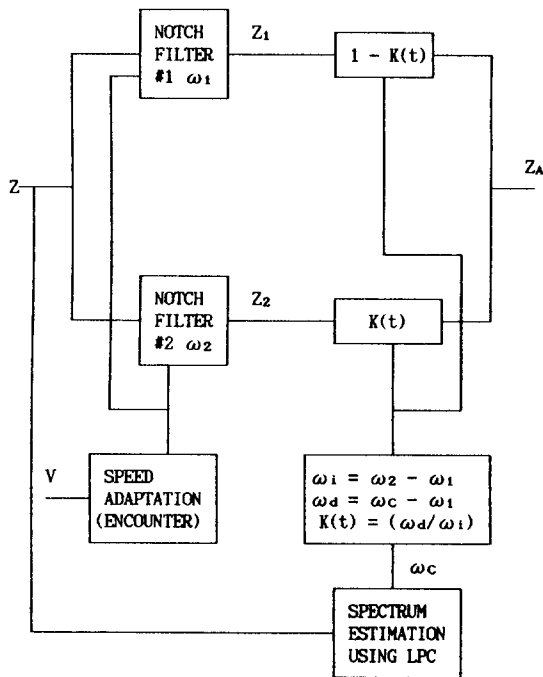 NOTCH
FILTER
#1 ω₁
Z₁
1 - K(t)
Z
Z_A
NOTCH
FILTER
#2 ω₂
Z₂
K(t)
V
SPEED
ADAPTATION
(ENCOUNTER)
ωi = ω₂ - ω₁
ωd = ωc - ω₁
K(t) = (ωd/ωi)
ωc
SPECTRUM
ESTIMATION
USING LPC